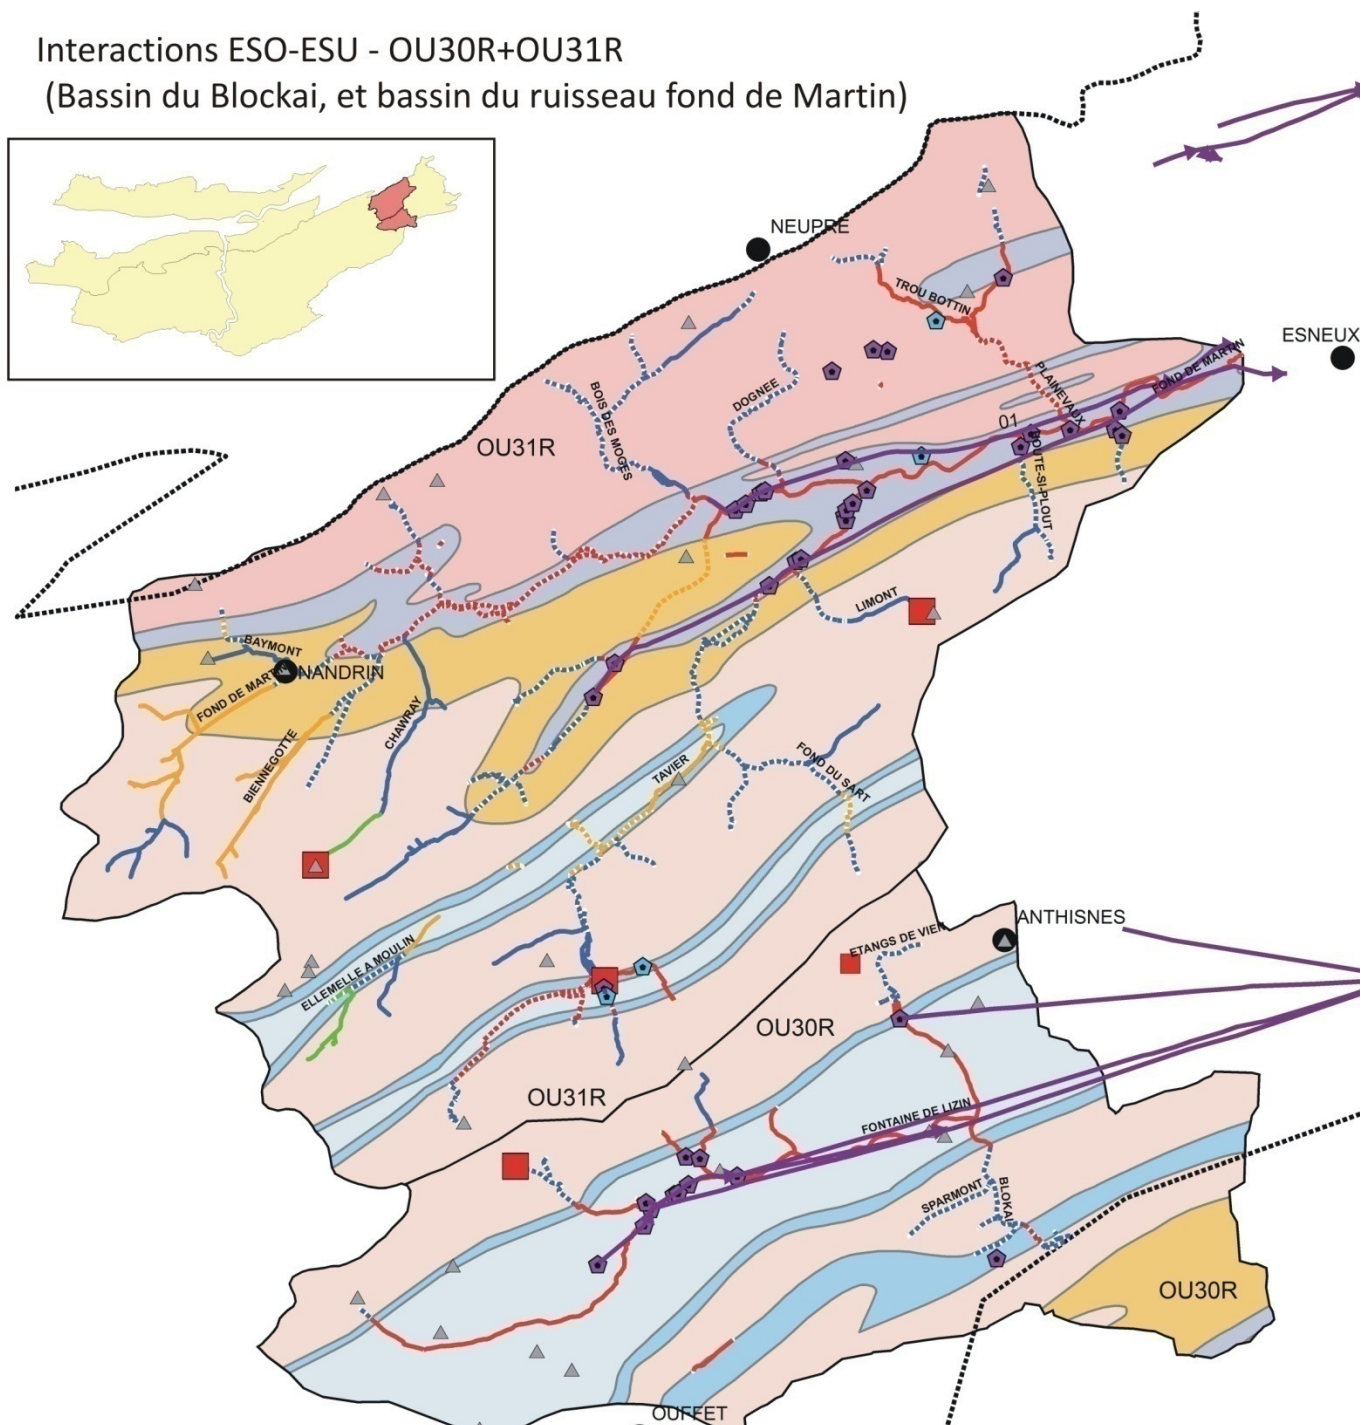 Interactions ESO-ESU - OU30R+OU31R
(Bassin du Blockai, et bassin du ruisseau fond de Martin)
NEUPRE
TROU BOTTIN
ESNEUX
FOND DE MARTIN
PLAINEVAUX
BOIS DES MOGES
DOGNEE
01
OU31R
BOUTE-SI-PLOUT
LIMONT
BAYMONT
NANDRIN
FOND DE MARTIN
CHAWRAY
BIENNEGOTTE
FOND DU SART
TAVIER
ANTHISNES
ETANGS DE VIEN
ELLEMELLE A MOULIN
OU30R
OU31R
FONTAINE DE LIZIN
SPARMONT
BLOKAI
OU30R
OUFFET